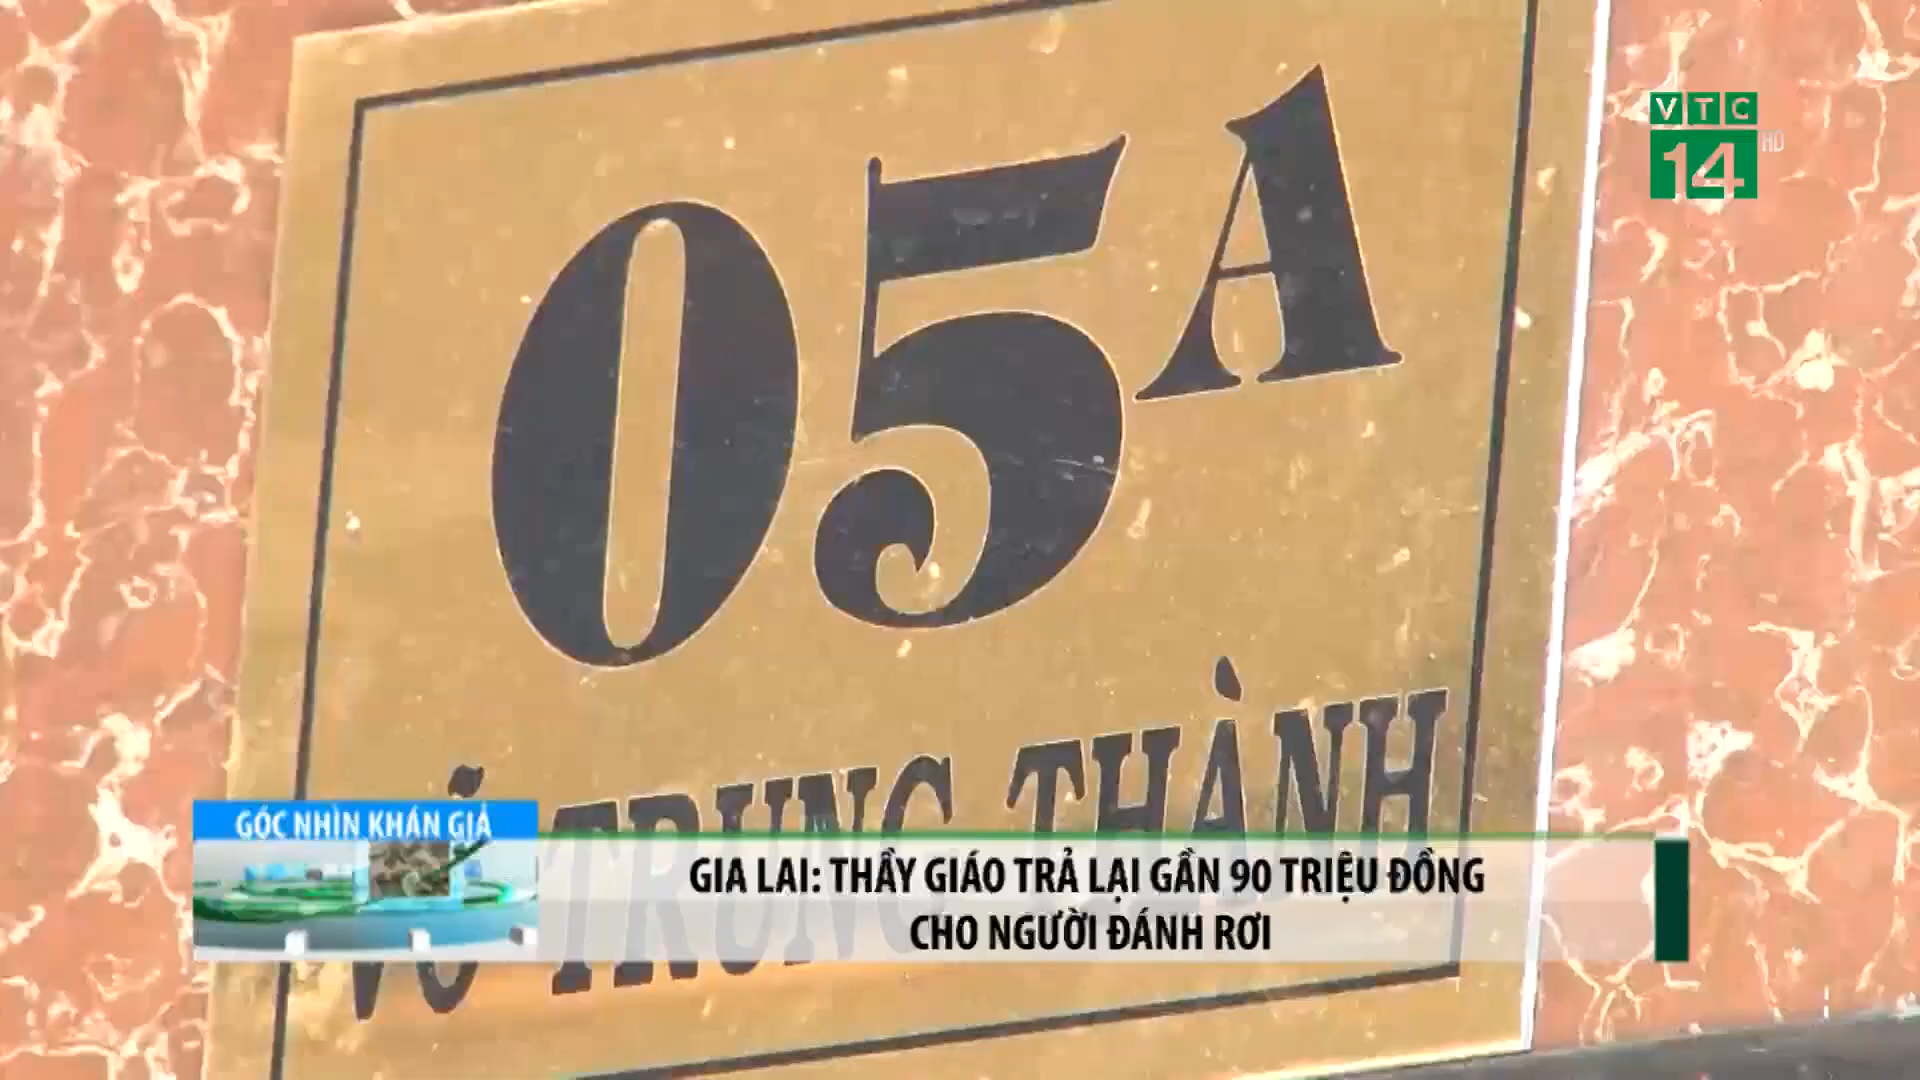 05A
VÕ TRUNG THÀNH
VTC
14 HD
GÓC NHÌN KHÁN GIẢ
GIA LAI: THẦY GIÁO TRẢ LẠI GẦN 90 TRIỆU ĐỒNG
CHO NGƯỜI ĐÁNH RƠI